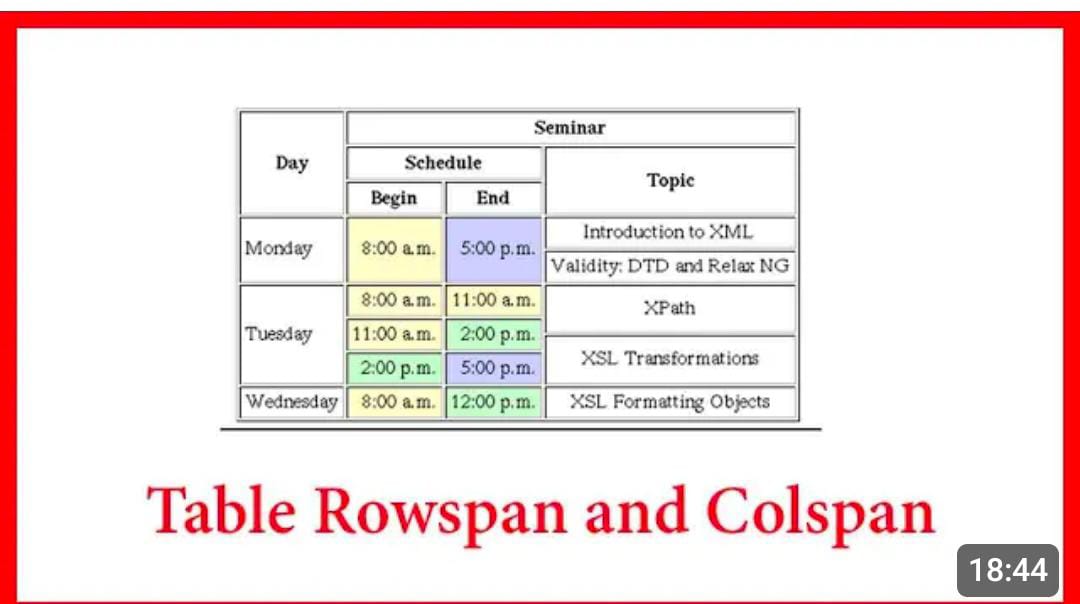 Seminar
Day Schedule Topic
Begin End
Monday 8:00 a.m. 5:00 p.m. Introduction to XML
Validity: DTD and Relax NG
Tuesday 8:00 a.m. 11:00 a.m. XPath
11:00 a.m. 2:00 p.m.
2:00 p.m. 5:00 p.m. XSL Transformations
Wednesday 8:00 a.m. 12:00 p.m. XSL Formatting Objects
Table Rowspan and Colspan
18:44